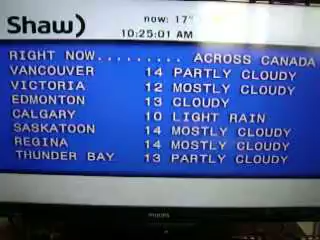 Shaw) now: 17°
10:25:01 AM
RIGHT NOW......... ACROSS CANADA
VANCOUVER 14 PARTLY CLOUDY
VICTORIA 12 MOSTLY CLOUDY
EDMONTON 13 CLOUDY
CALGARY 10 LIGHT RAIN
SASKATOON 14 MOSTLY CLOUDY
REGINA 14 MOSTLY CLOUDY
THUNDER BAY 13 PARTLY CLOUDY
PHILIPS